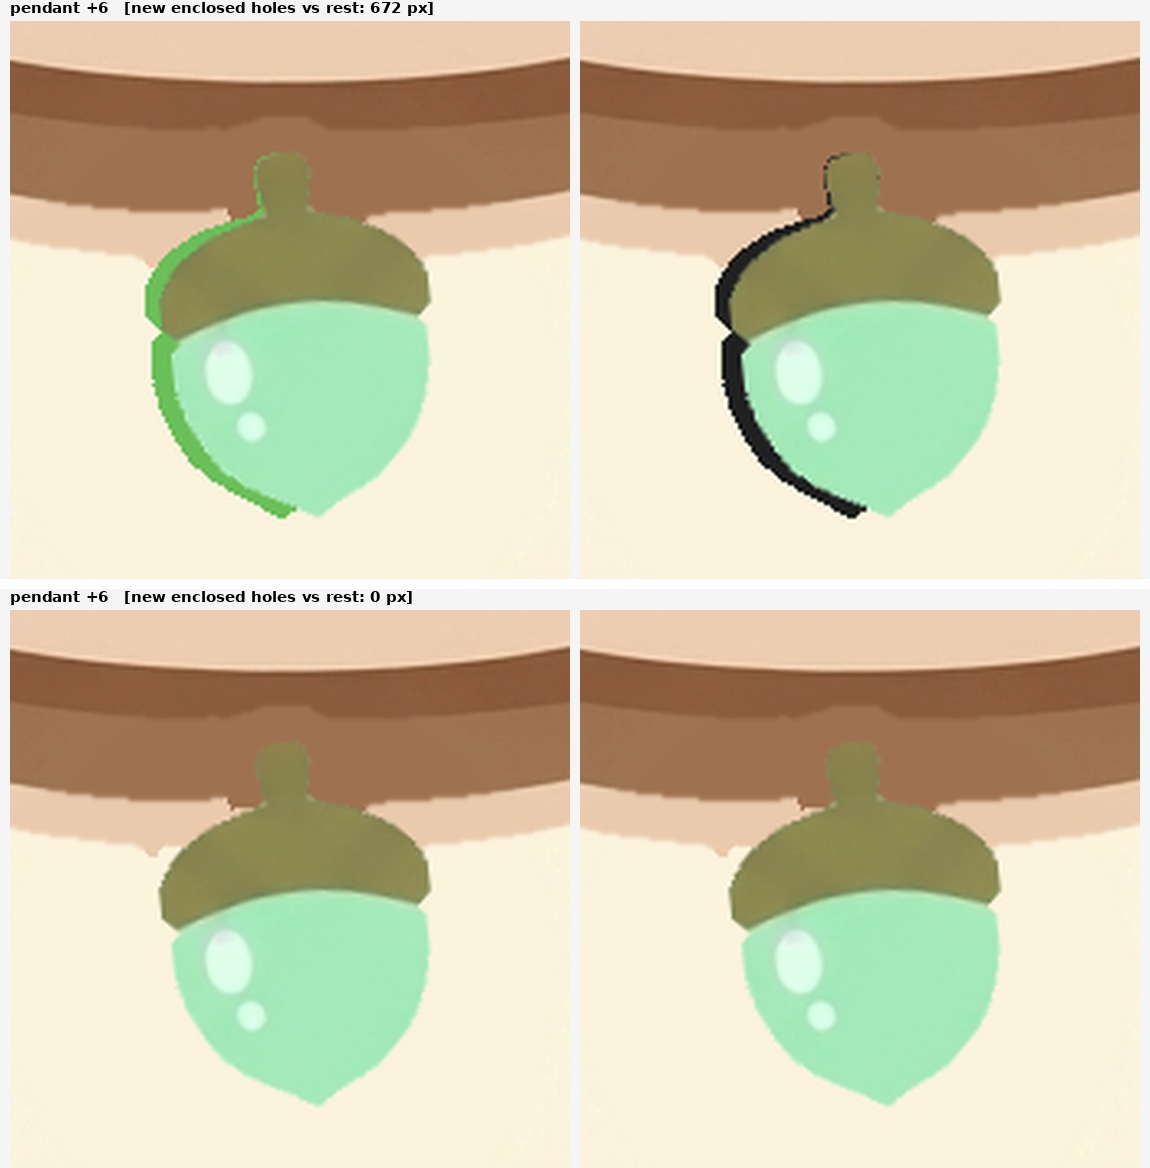 pendant +6   [new enclosed holes vs rest: 672 px]
pendant +6   [new enclosed holes vs rest: 0 px]